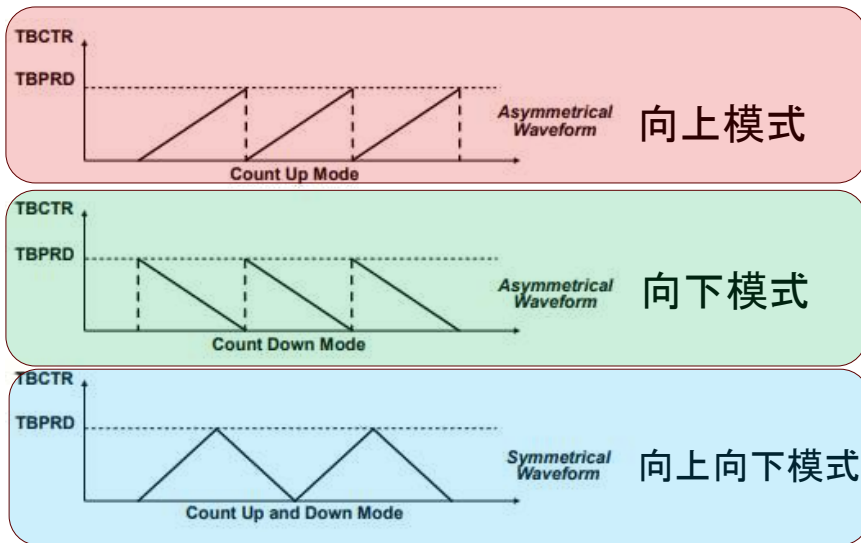 TBCTR
TBPRD
Asymmetrical
Waveform
向上模式
Count Up Mode
TBCTR
TBPRD
Asymmetrical
Waveform
向下模式
Count Down Mode
TBCTR
TBPRD
Symmetrical
Waveform
向上向下模式
Count Up and Down Mode